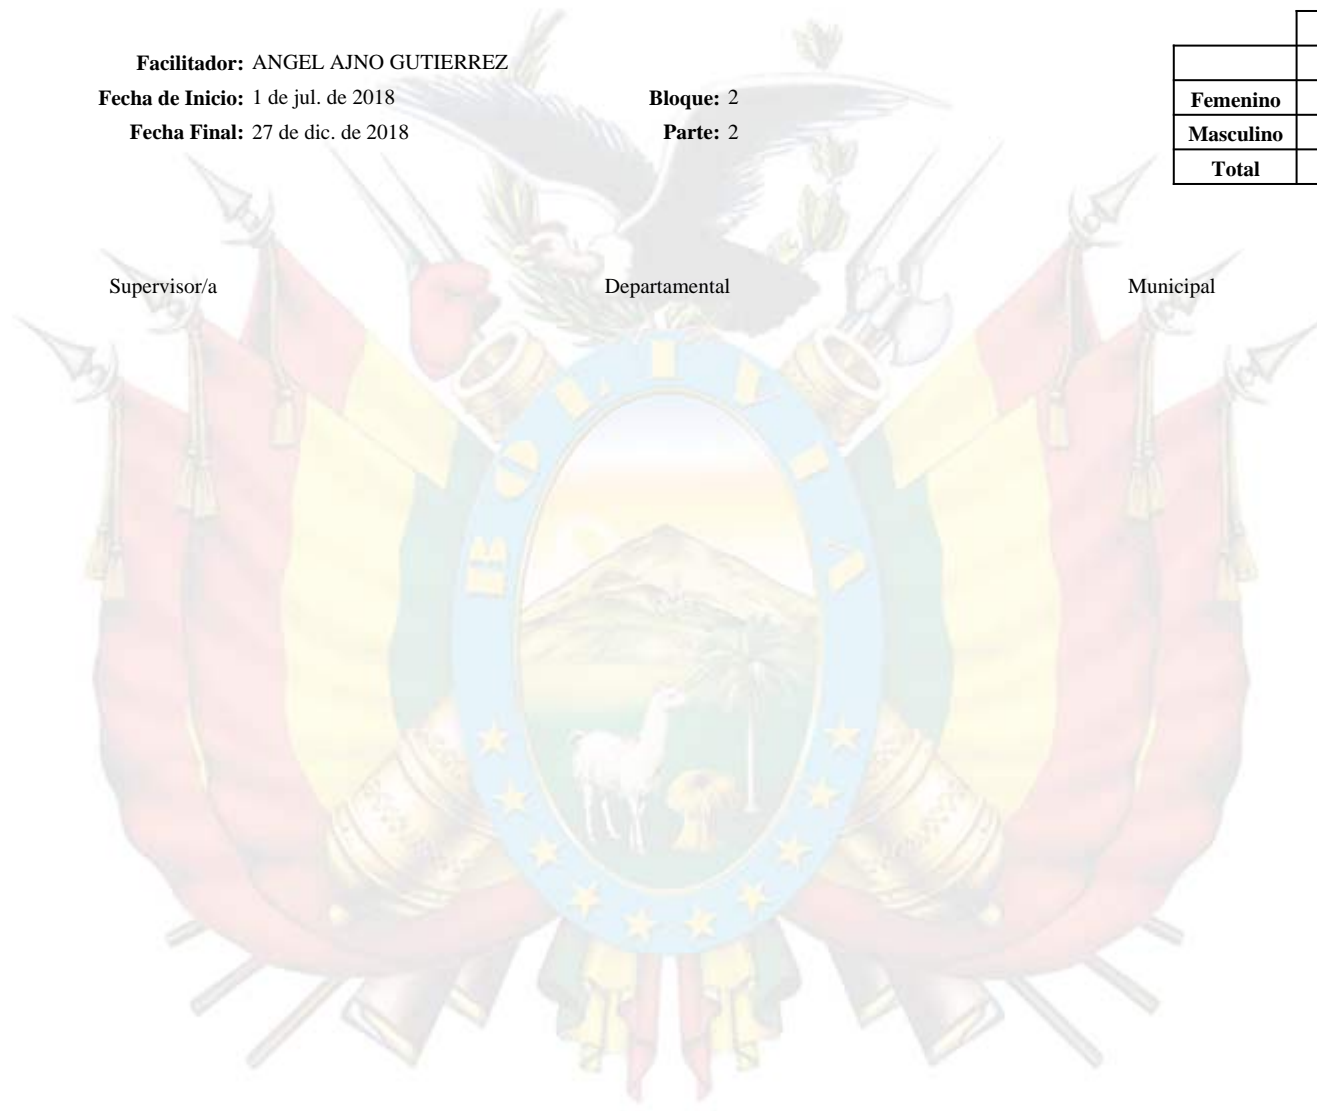 Facilitador: ANGEL AJNO GUTIERREZ
Fecha de Inicio: 1 de jul. de 2018 Bloque: 2
Fecha Final: 27 de dic. de 2018 Parte: 2
Femenino
Masculino
Total
Supervisor/a Departamental Municipal
BOLIVIA